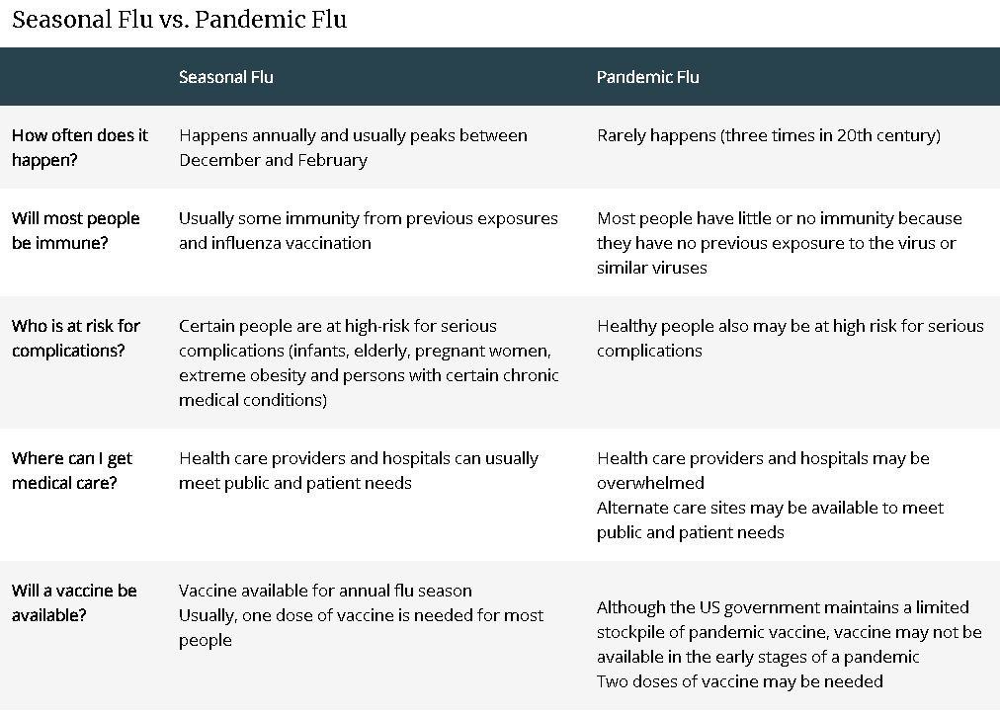 Seasonal Flu vs. Pandemic Flu
Seasonal Flu
Pandemic Flu
How often does it
happen?
Happens annually and usually peaks between
December and February
Rarely happens (three times in 20th century)
Will most people
be immune?
Usually some immunity from previous exposures
and influenza vaccination
Most people have little or no immunity because
they have no previous exposure to the virus or
similar viruses
Who is at risk for
complications?
Certain people are at high-risk for serious
complications (infants, elderly, pregnant women,
extreme obesity and persons with certain chronic
medical conditions)
Healthy people also may be at high risk for serious
complications
Where can I get
medical care?
Health care providers and hospitals can usually
meet public and patient needs
Health care providers and hospitals may be
overwhelmed
Alternate care sites may be available to meet
public and patient needs
Will a vaccine be
available?
Vaccine available for annual flu season
Usually, one dose of vaccine is needed for most
people
Although the US government maintains a limited
stockpile of pandemic vaccine, vaccine may not be
available in the early stages of a pandemic
Two doses of vaccine may be needed